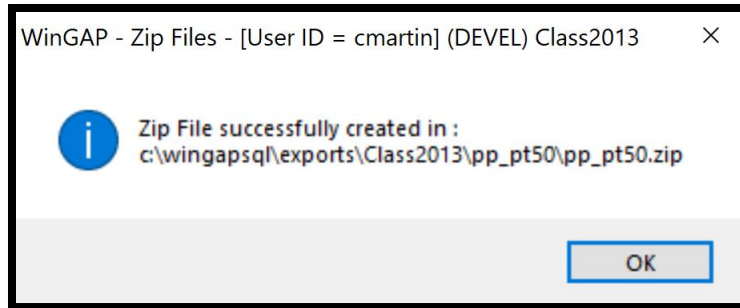 WinGAP - Zip Files - [User ID = cmartin] (DEVEL) Class2013
Zip File successfully created in :
c:\wingapsql\exports\Class2013\pp_pt50\pp_pt50.zip
OK